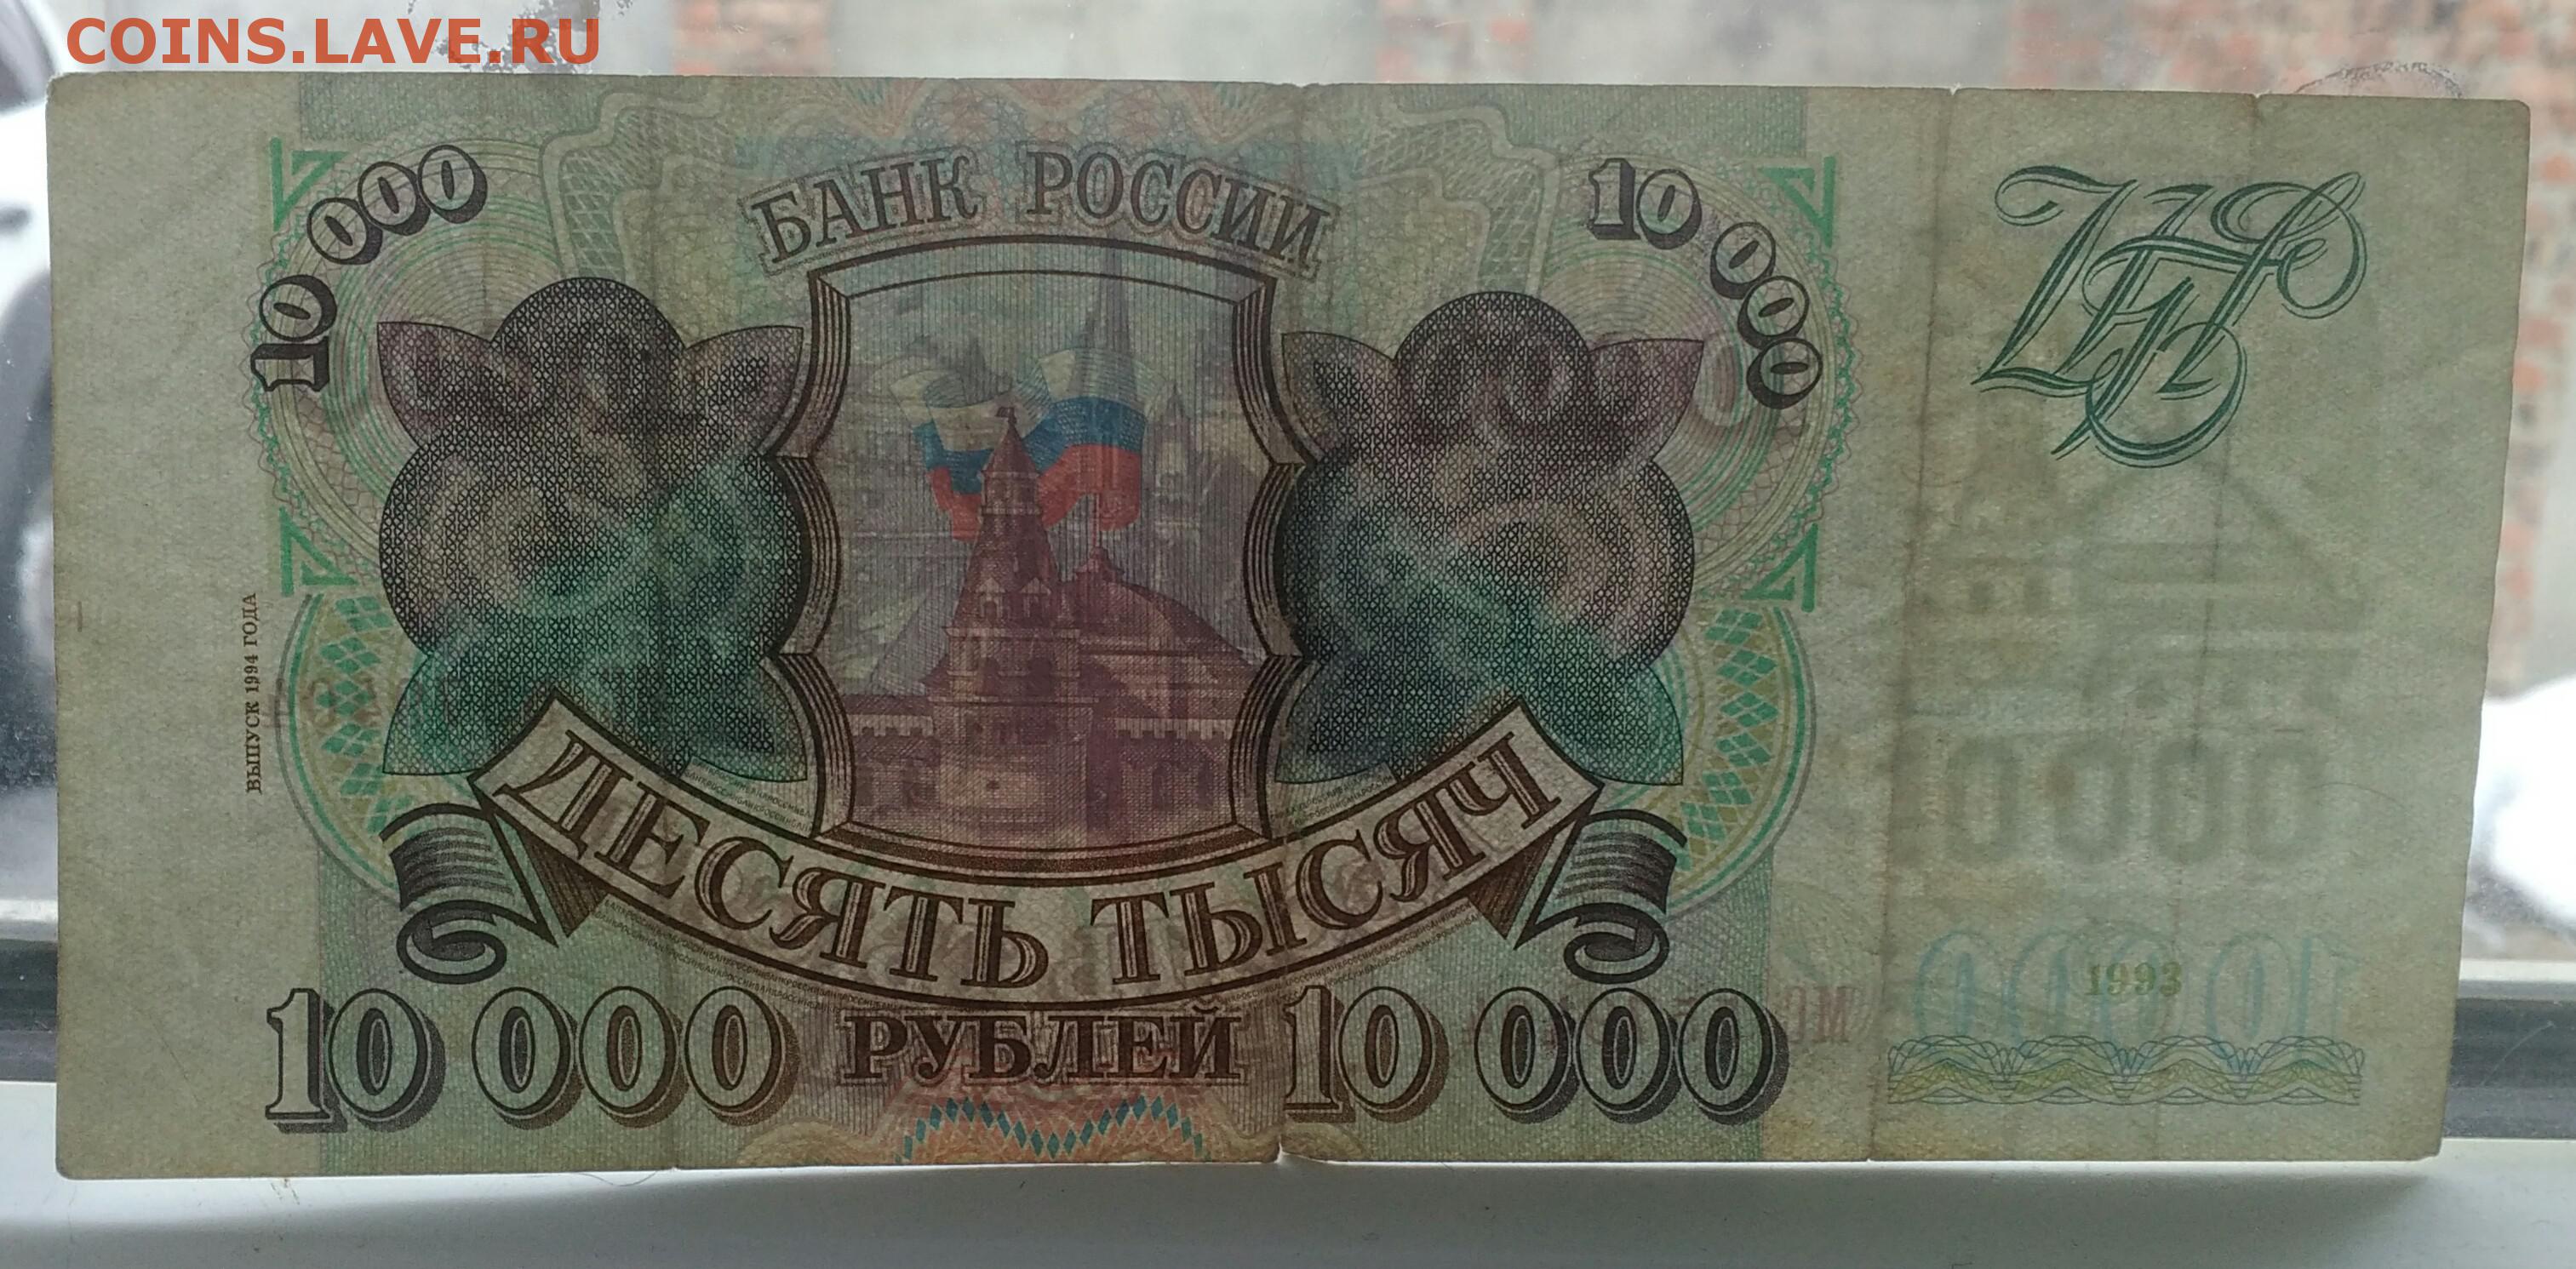 COINS.LAVE.RU
БАНК РОССИИ
10 000
10 000
ВЫПУСК 1994 ГОДА
ДЕСЯТЬ ТЫСЯЧ
РУБЛЕЙ
10 000
10 000
1993